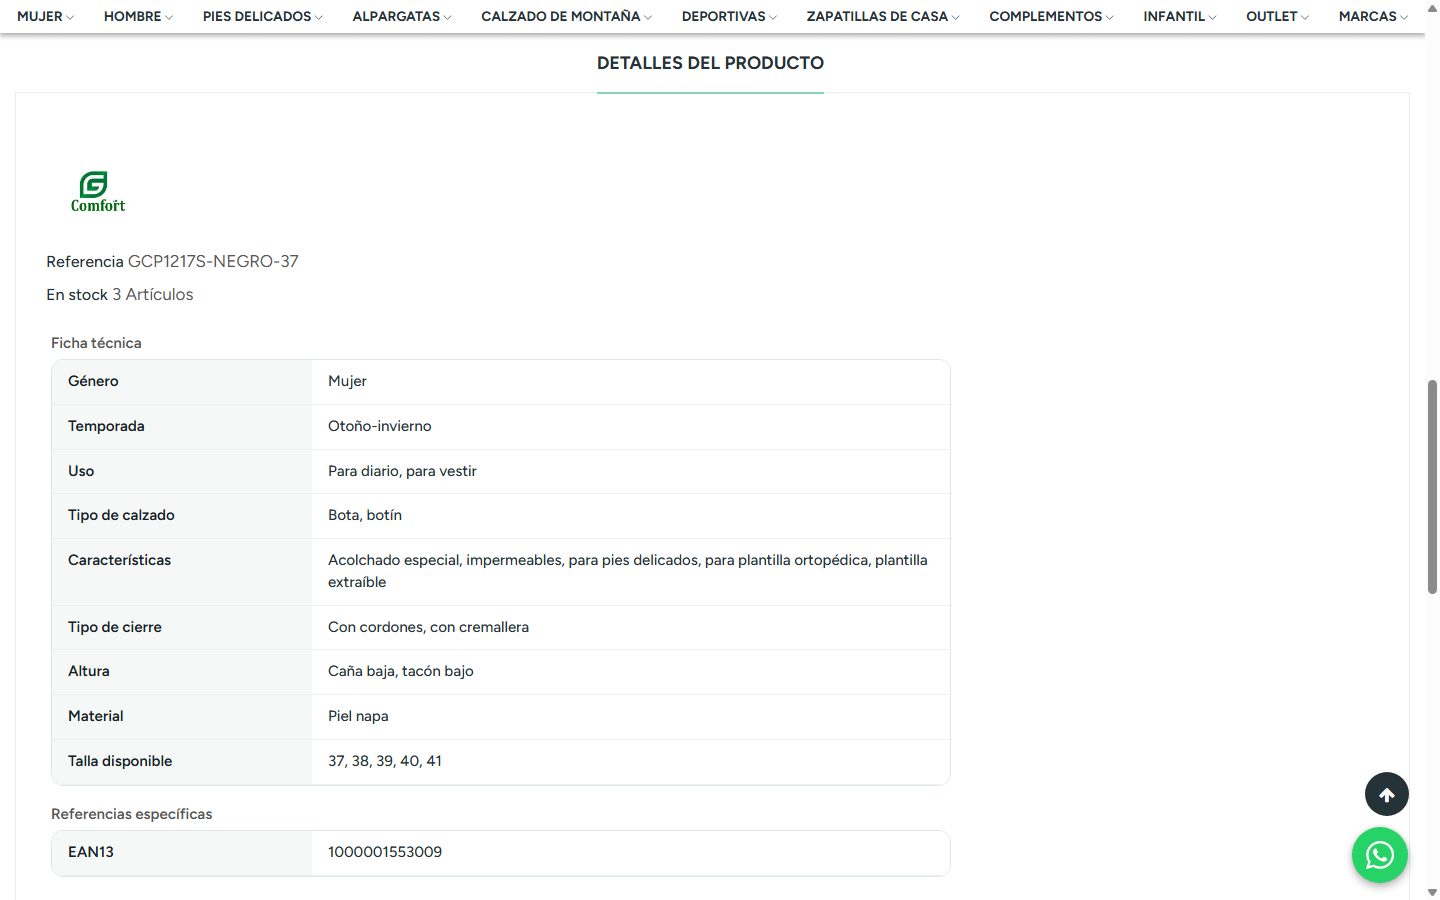 MUJER HOMBRE PIES DELICADOS ALPARGATAS CALZADO DE MONTAÑA DEPORTIVAS ZAPATILLAS DE CASA COMPLEMENTOS INFANTIL OUTLET MARCAS
DETALLES DEL PRODUCTO
G
Comfort
Referencia GCP1217S-NEGRO-37
En stock 3 Artículos
Ficha técnica
Género Mujer
Temporada Otoño-invierno
Uso Para diario, para vestir
Tipo de calzado Bota, botín
Características Acolchado especial, impermeables, para pies delicados, para plantilla ortopédica, plantilla
extraíble
Tipo de cierre Con cordones, con cremallera
Altura Caña baja, tacón bajo
Material Piel napa
Talla disponible 37, 38, 39, 40, 41
Referencias específicas
EAN13 1000001553009